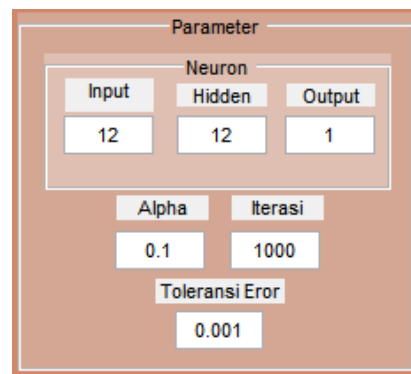 Parameter
Neuron
Input Hidden Output
12 12 1
Alpha Iterasi
0.1 1000
Toleransi Eror
0.001